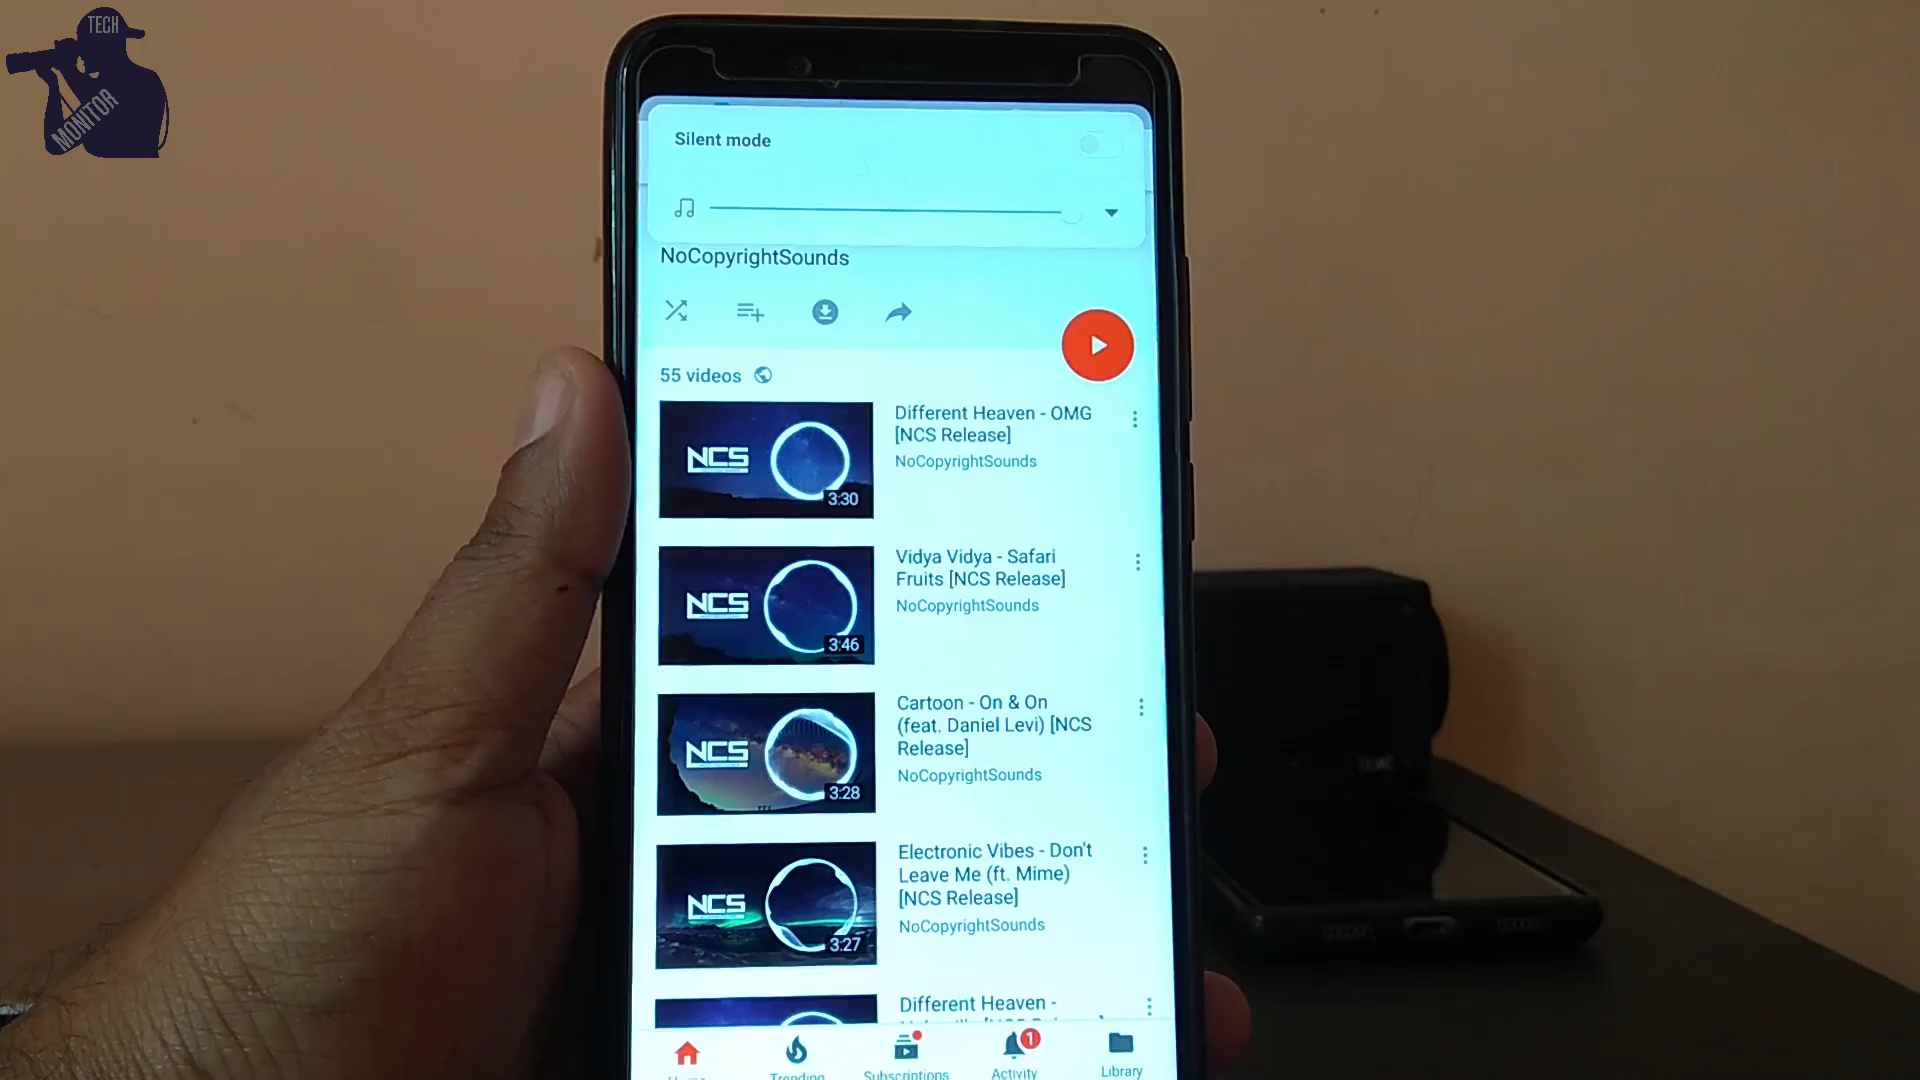 TECH
MONITOR
Silent mode
NoCopyrightSounds
55 videos
Different Heaven - OMG
[NCS Release]
NoCopyrightSounds
NCS
3:30
Vidya Vidya - Safari
Fruits [NCS Release]
NoCopyrightSounds
NCS
3:46
Cartoon - On & On
(feat. Daniel Levi) [NCS
Release]
NoCopyrightSounds
NCS
3:28
Electronic Vibes - Don't
Leave Me (ft. Mime)
[NCS Release]
NoCopyrightSounds
NCS
3:27
Different Heaven -
1
Home
Trending
Subscriptions
Activity
Library